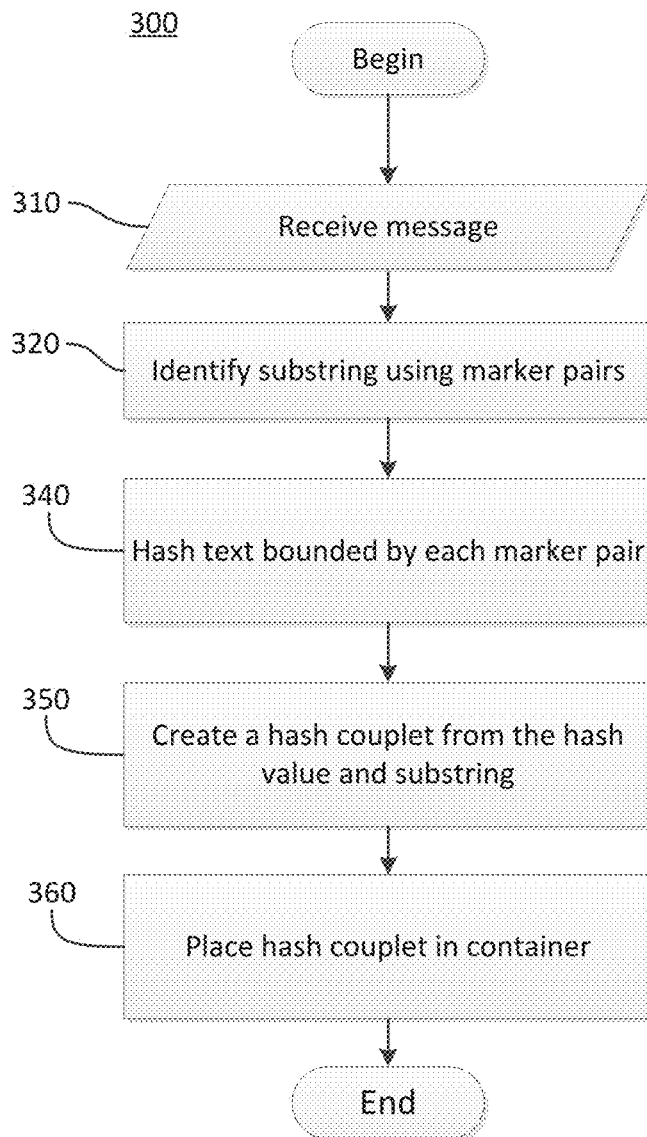 300
Begin
310
Receive message
320
Identify substring using marker pairs
340
Hash text bounded by each marker pair
350
Create a hash couplet from the hash
value and substring
360
Place hash couplet in container
End